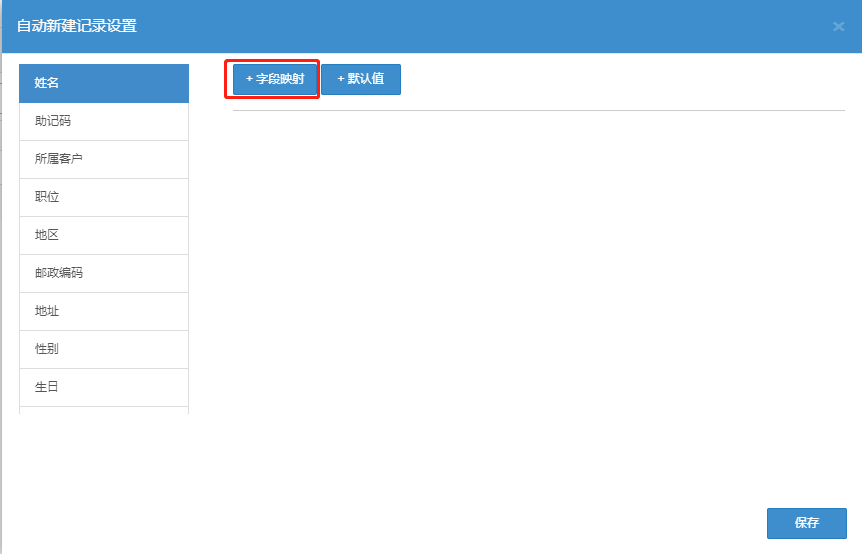 自动新建记录设置
×
姓名
+ 字段映射
+ 默认值
助记码
所属客户
职位
地区
邮政编码
地址
性别
生日
保存